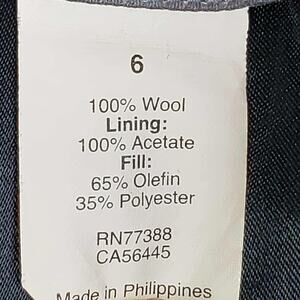 6
100% Wool
Lining:
100% Acetate
Fill:
65% Olefin
35% Polyester
RN77388
CA56445
Made in Philippines